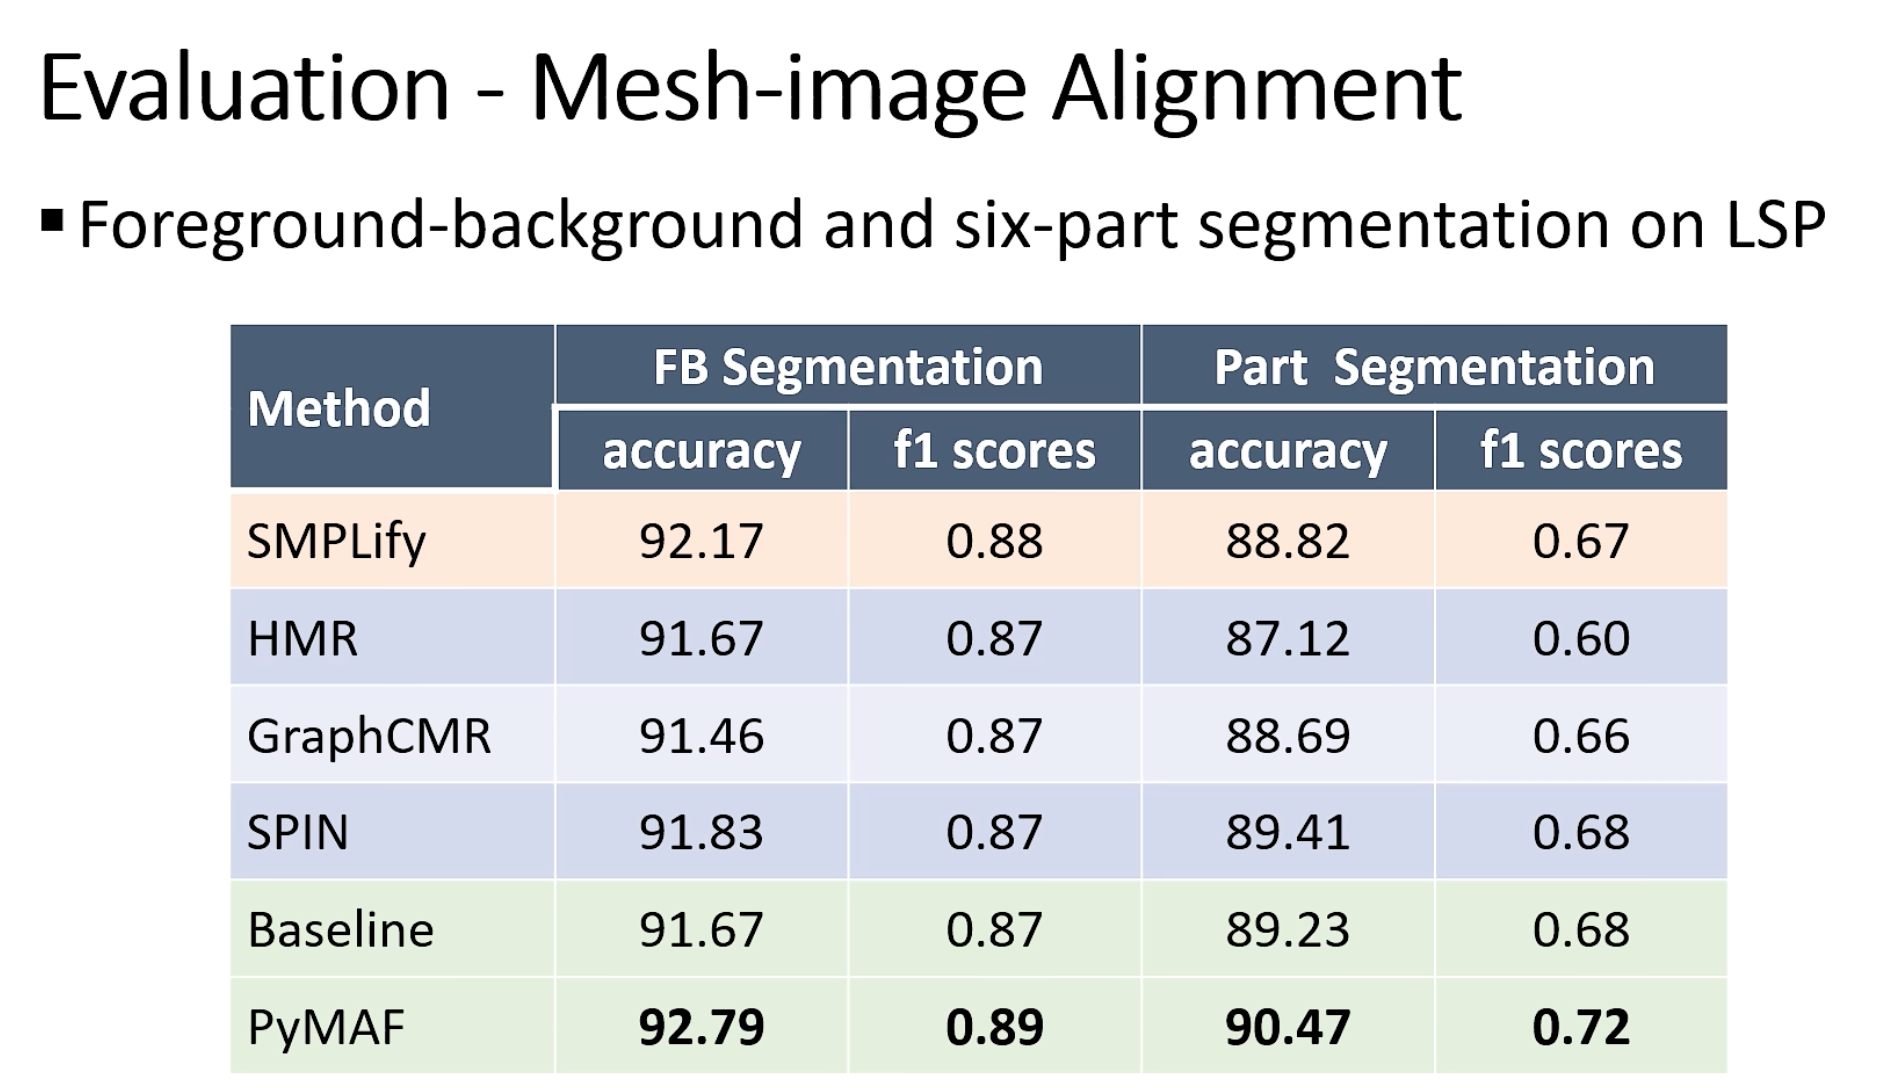 Evaluation - Mesh-image Alignment
▪ Foreground-background and six-part segmentation on LSP
Method FB Segmentation Part Segmentation
accuracy f1 scores accuracy f1 scores
SMPLify 92.17 0.88 88.82 0.67
HMR 91.67 0.87 87.12 0.60
GraphCMR 91.46 0.87 88.69 0.66
SPIN 91.83 0.87 89.41 0.68
Baseline 91.67 0.87 89.23 0.68
PyMAF 92.79 0.89 90.47 0.72